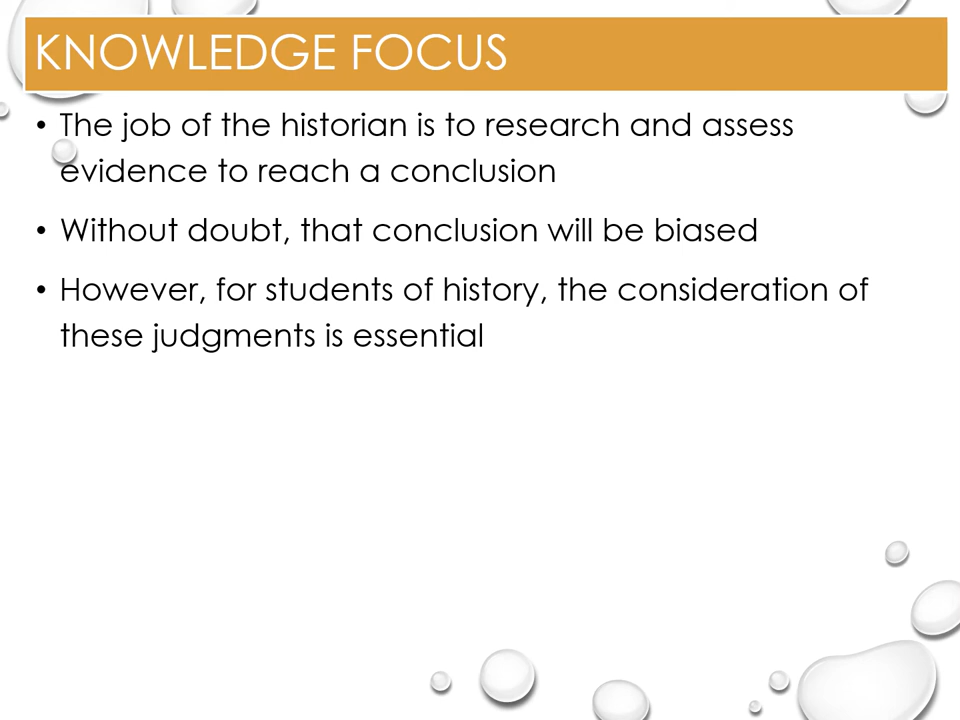 KNOWLEDGE FOCUS
• The job of the historian is to research and assess
evidence to reach a conclusion
• Without doubt, that conclusion will be biased
• However, for students of history, the consideration of
these judgments is essential